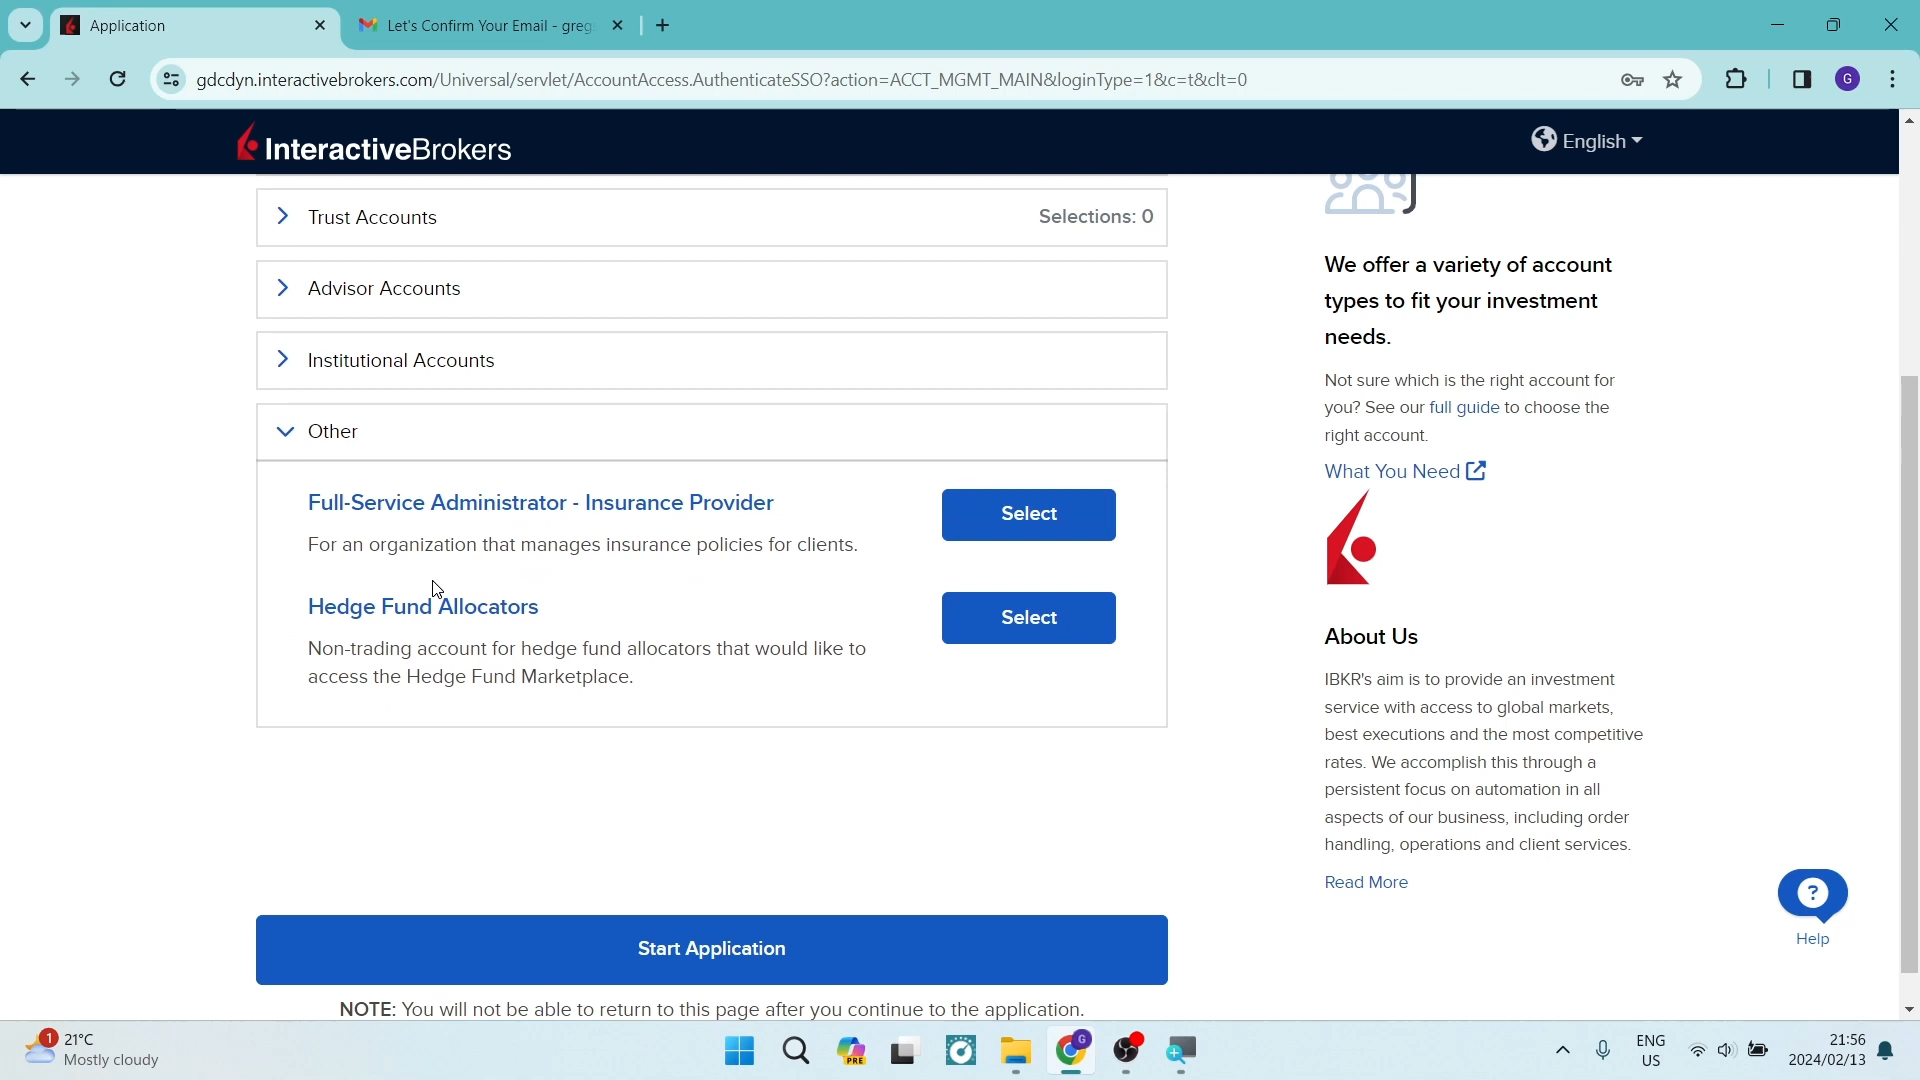 Application
Let's Confirm Your Email - greg
gdcdyn.interactivebrokers.com/Universal/servlet/AccountAccess.AuthenticateSSO?action=ACCT_MGMT_MAIN&loginType=1&c=t&clt=0
G
InteractiveBrokers
English
Trust Accounts
Selections: 0
Advisor Accounts
Institutional Accounts
Other
Full-Service Administrator - Insurance Provider
For an organization that manages insurance policies for clients.
Select
Hedge Fund Allocators
Non-trading account for hedge fund allocators that would like to
access the Hedge Fund Marketplace.
Select
Start Application
NOTE: You will not be able to return to this page after you continue to the application.
We offer a variety of account
types to fit your investment
needs.
Not sure which is the right account for
you? See our full guide to choose the
right account.
What You Need
About Us
IBKR's aim is to provide an investment
service with access to global markets,
best executions and the most competitive
rates. We accomplish this through a
persistent focus on automation in all
aspects of our business, including order
handling, operations and client services.
Read More
?
Help
1
21°C
Mostly cloudy
PRE
G
ENG
US
21:56
2024/02/13